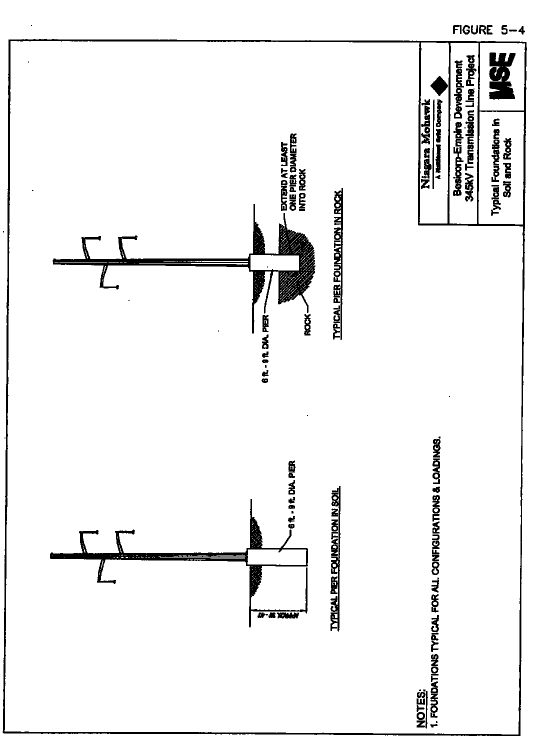 FIGURE 5-4
Niagara Mohawk
A National Grid Company
Besicorp-Empire Development
345kV Transmission Line Project
MSE
Typical Foundations in
Soil and Rock
EXTEND AT LEAST
ONE PIER DIAMETER
INTO ROCK
6 ft. - 9 ft. DIA. PIER
ROCK
TYPICAL PIER FOUNDATION IN ROCK
6 ft. - 9 ft. DIA. PIER
APPROX.
TYPICAL PIER FOUNDATION IN SOIL
NOTES:
1. FOUNDATIONS TYPICAL FOR ALL CONFIGURATIONS & LOADINGS.